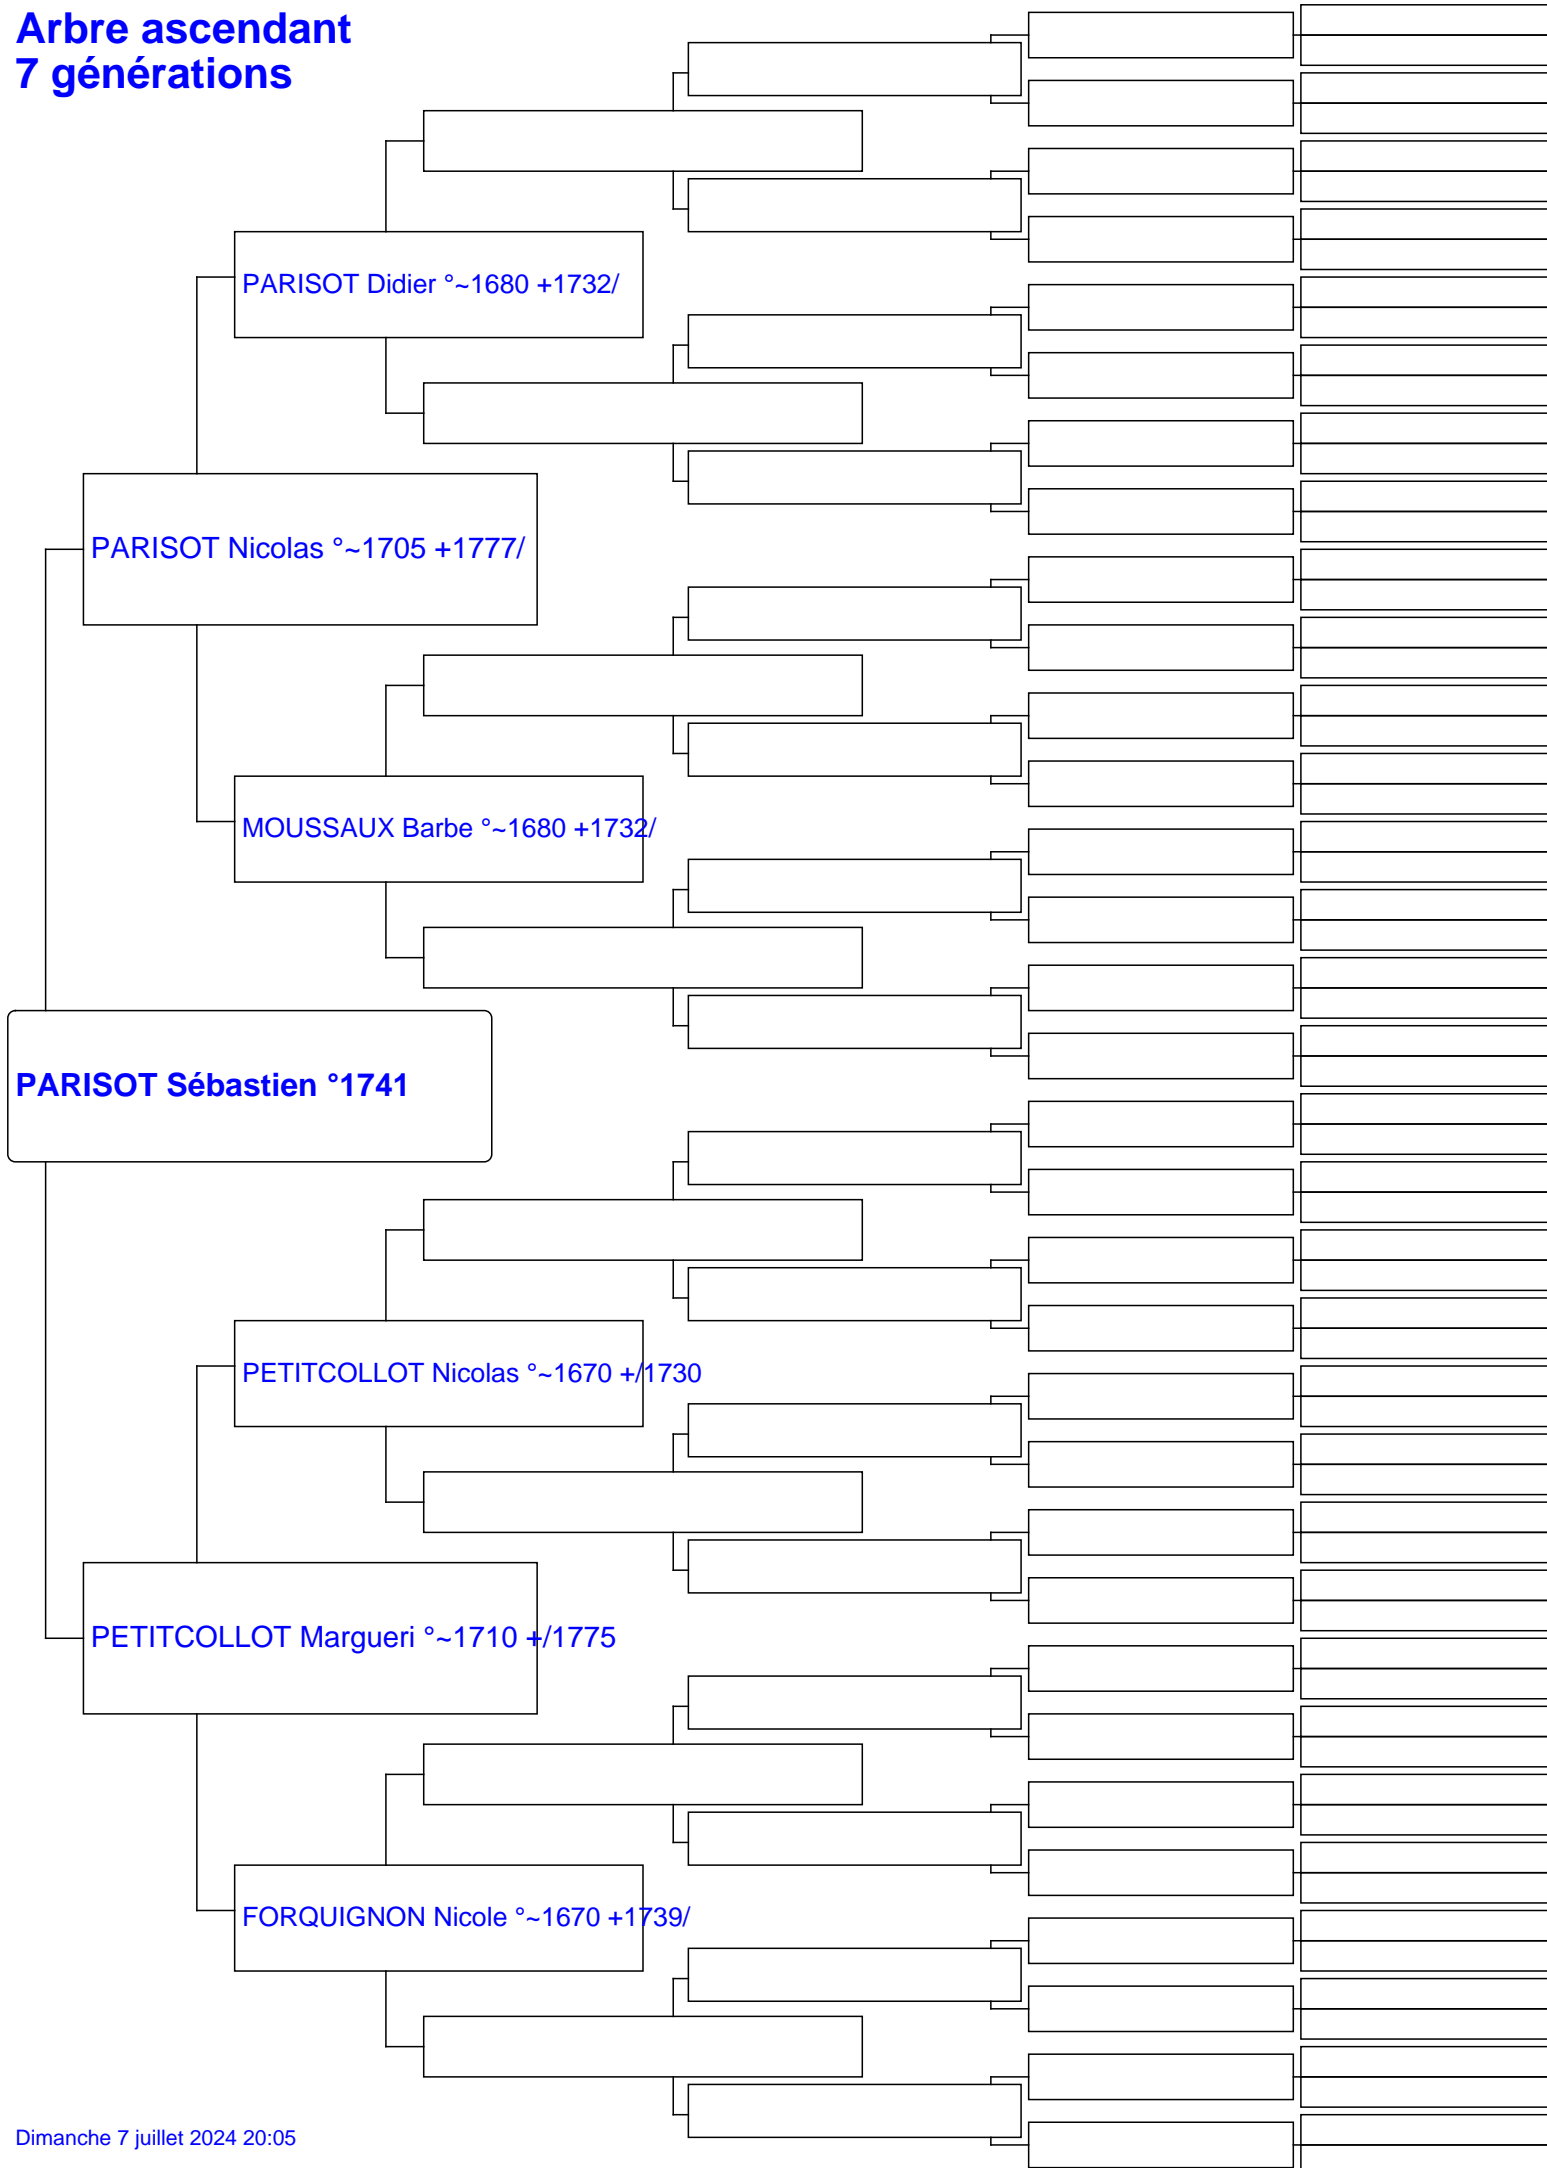 Arbre ascendant
7 générations
PARISOT Didier °~1680 +1732/
PARISOT Nicolas °~1705 +1777/
MOUSSAUX Barbe °~1680 +1732/
PARISOT Sébastien °1741
PETITCOLLOT Nicolas °~1670 +/1730
PETITCOLLOT Margueri °~1710 +/1775
FORQUIGNON Nicole °~1670 +1739/
Dimanche 7 juillet 2024 20:05